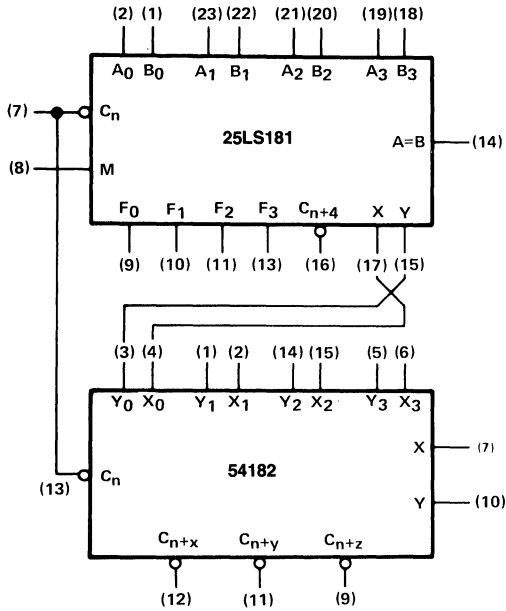 (2) (1) (23) (22) (21) (20) (19) (18)
A0 B0 A1 B1 A2 B2 A3 B3
(7) Cn
25LS181
A=B (14)
(8) M
F0 F1 F2 F3 Cn+4 X Y
(9) (10) (11) (13) (16) (17) (15)
(3) (4) (1) (2) (14) (15) (5) (6)
Y0 X0 Y1 X1 Y2 X2 Y3 X3
X (7)
(13) Cn
54182
Y (10)
Cn+x Cn+y Cn+z
(12) (11) (9)